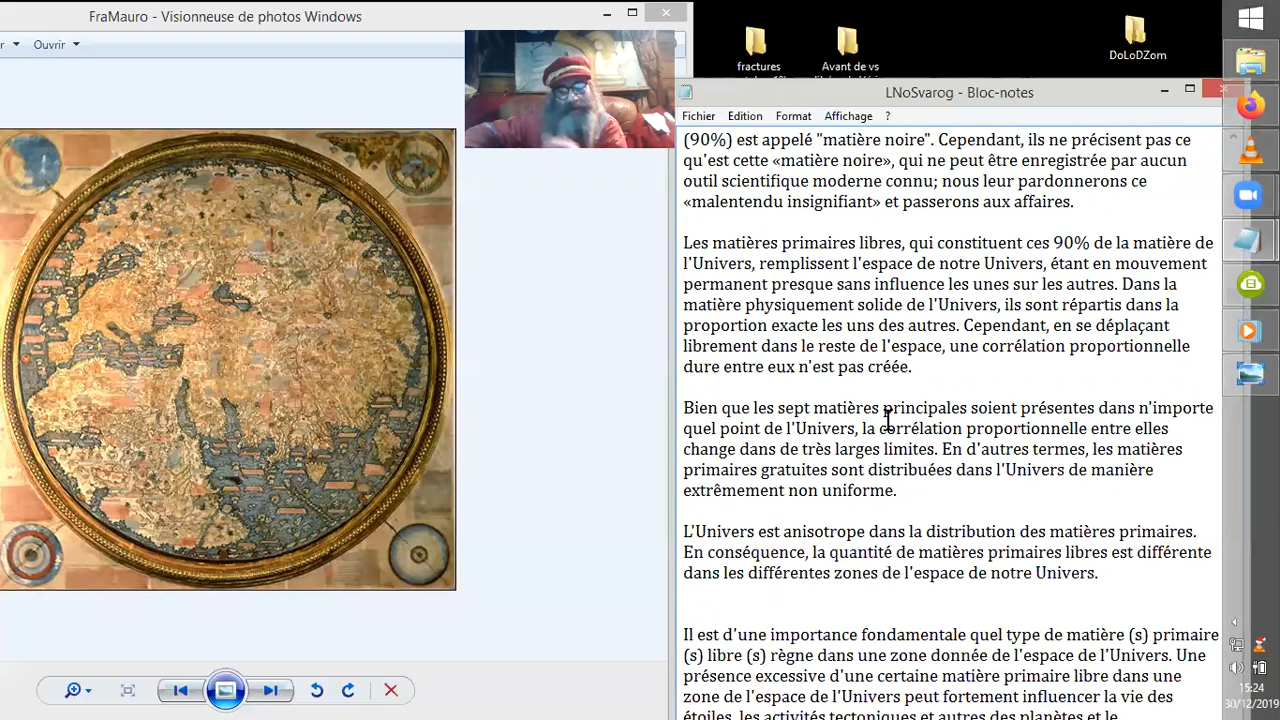 FraMauro - Visionneuse de photos Windows
Ouvrir
fractures
Avant de vs
DoLoDZom
LNoSvarog - Bloc-notes
Fichier Edition Format Affichage ?
(90%) est appelé "matière noire". Cependant, ils ne précisent pas ce
qu'est cette «matière noire», qui ne peut être enregistrée par aucun
outil scientifique moderne connu; nous leur pardonnerons ce
«malentendu insignifiant» et passerons aux affaires.
Les matières primaires libres, qui constituent ces 90% de la matière de
l'Univers, remplissent l'espace de notre Univers, étant en mouvement
permanent presque sans influence les unes sur les autres. Dans la
matière physiquement solide de l'Univers, ils sont répartis dans la
proportion exacte les uns des autres. Cependant, en se déplaçant
librement dans le reste de l'espace, une corrélation proportionnelle
dure entre eux n'est pas créée.
Bien que les sept matières principales soient présentes dans n'importe
quel point de l'Univers, la corrélation proportionnelle entre elles
change dans de très larges limites. En d'autres termes, les matières
primaires gratuites sont distribuées dans l'Univers de manière
extrêmement non uniforme.
L'Univers est anisotrope dans la distribution des matières primaires.
En conséquence, la quantité de matières primaires libres est différente
dans les différentes zones de l'espace de notre Univers.
Il est d'une importance fondamentale quel type de matière (s) primaire
(s) libre (s) règne dans une zone donnée de l'espace de l'Univers. Une
présence excessive d'une certaine matière primaire libre dans une
zone de l'espace de l'Univers peut fortement influencer la vie des
étoiles, les activités tectoniques et autres des planètes et le
15:24
30/12/2019